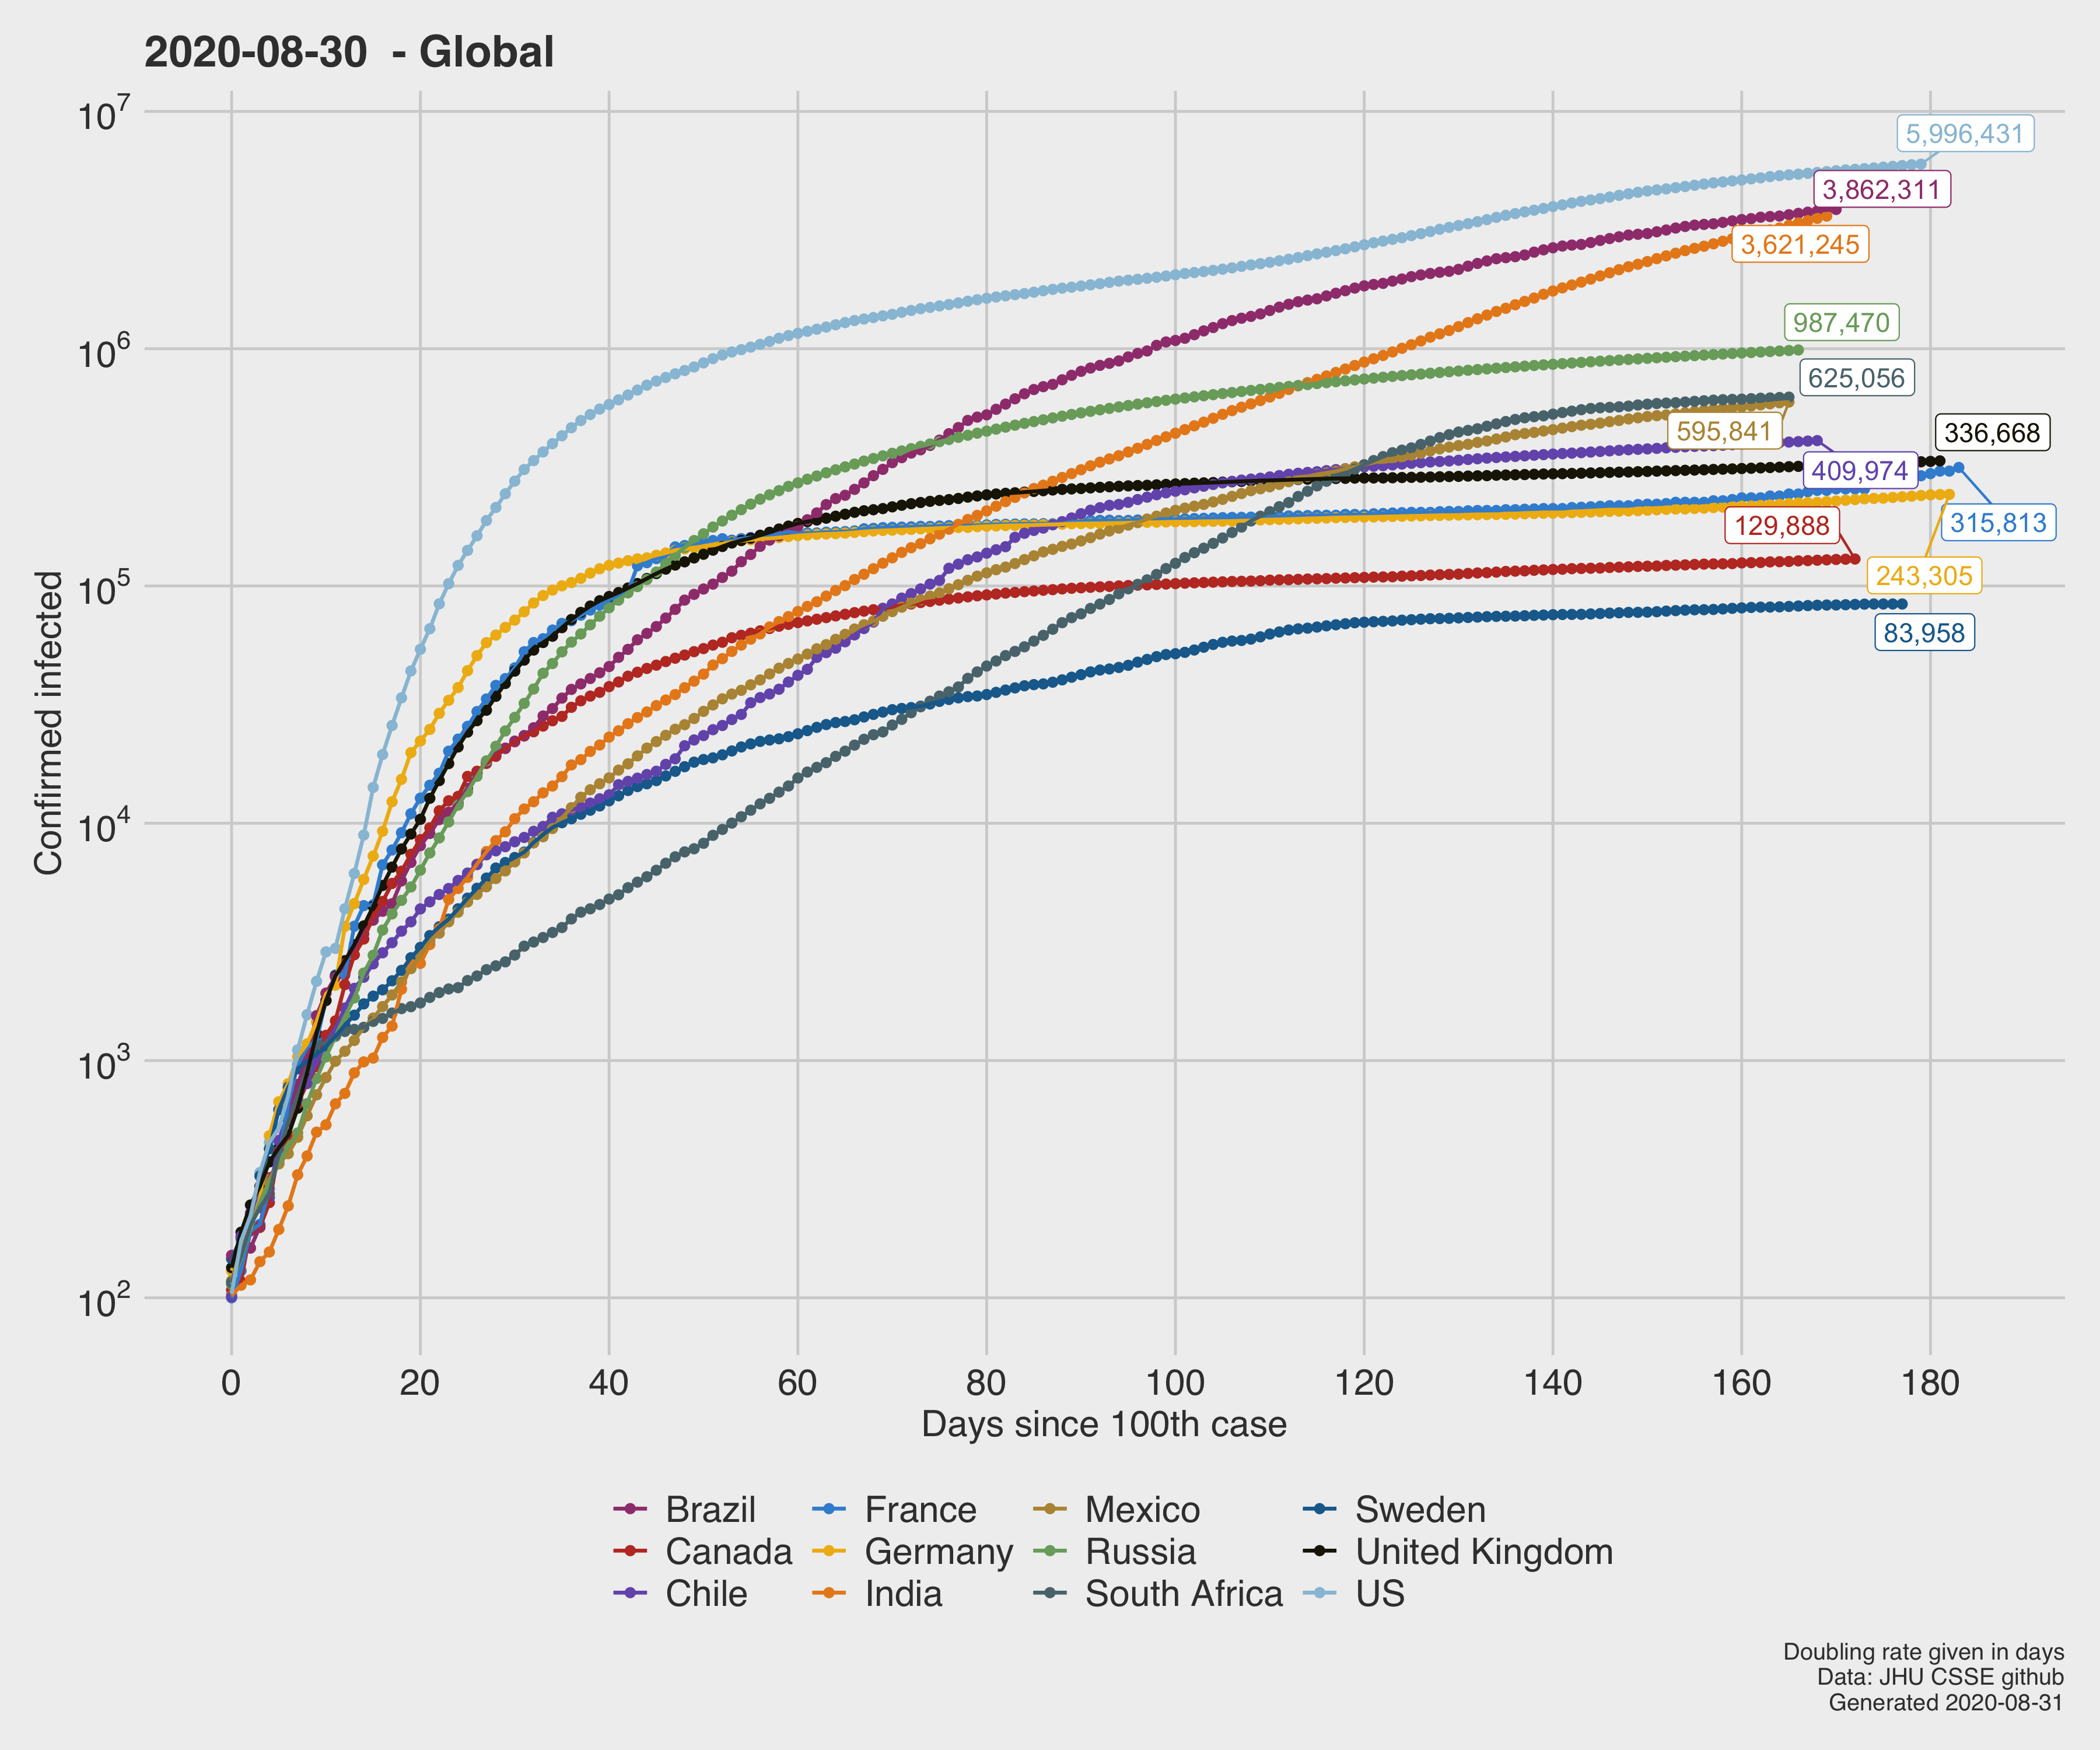 2020-08-30 - Global
10^7
10^6
10^5
10^4
10^3
10^2
Confirmed infected
5,996,431
3,862,311
3,621,245
987,470
625,056
595,841
336,668
409,974
315,813
129,888
243,305
83,958
0 20 40 60 80 100 120 140 160 180
Days since 100th case
Brazil France Mexico Sweden
Canada Germany Russia United Kingdom
Chile India South Africa US
Doubling rate given in days
Data: JHU CSSE github
Generated 2020-08-31